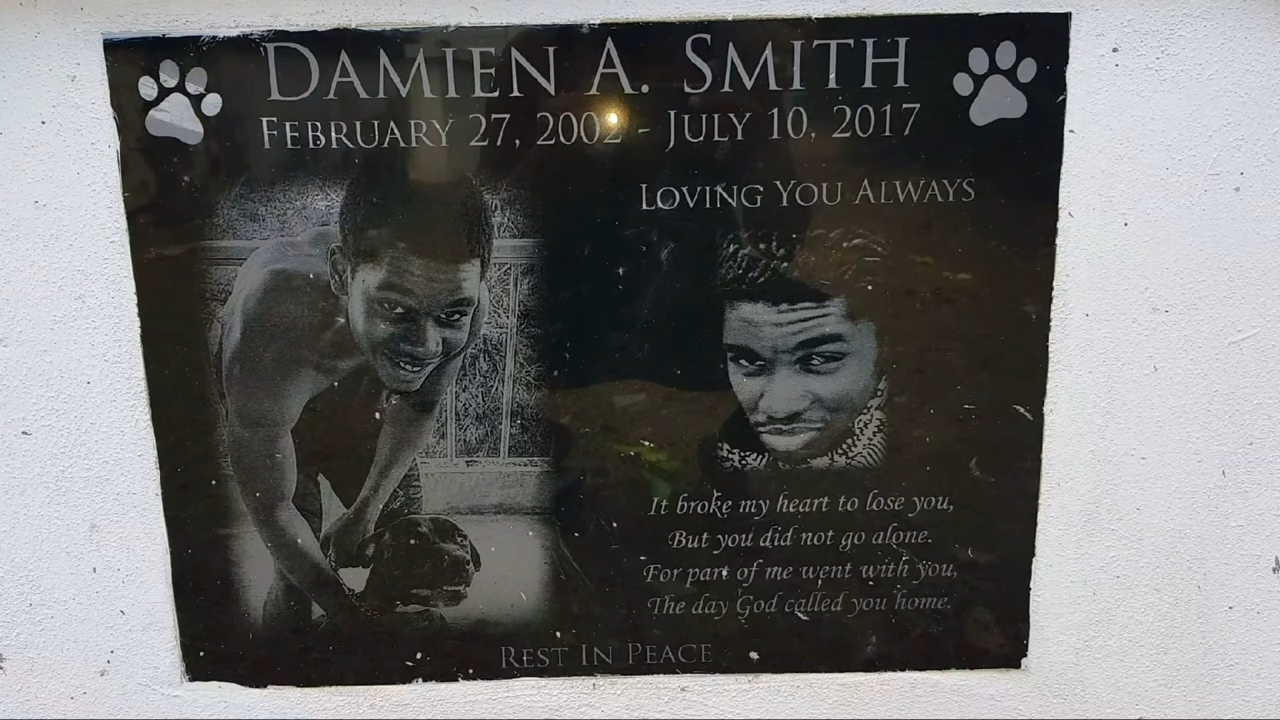 DAMIEN A. SMITH
FEBRUARY 27, 2002 - JULY 10, 2017
LOVING YOU ALWAYS
It broke my heart to lose you,
But you did not go alone.
For part of me went with you,
The day God called you home.
REST IN PEACE